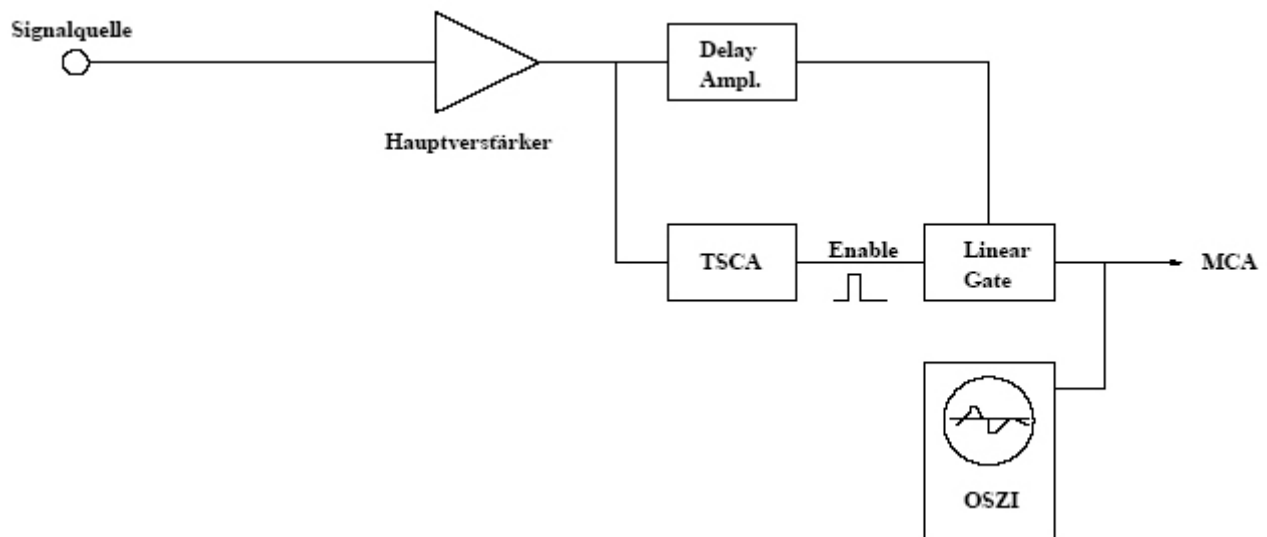 Signalquelle
Delay
Ampl.
Hauptverstärker
TSCA
Enable
Linear
Gate
MCA
OSZI